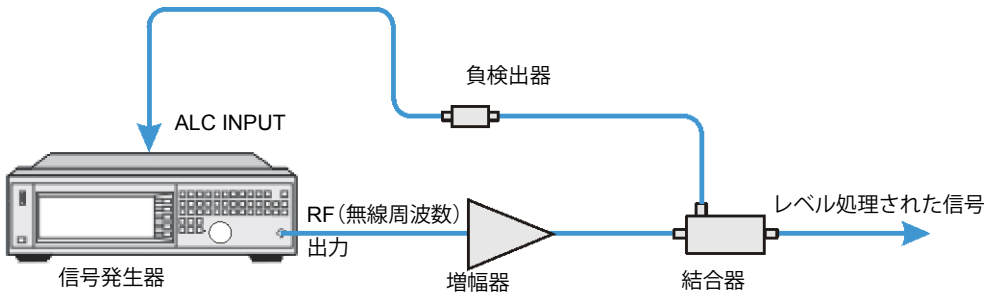 負検出器
ALC INPUT
RF（無線周波数）
出力
レベル処理された信号
信号発生器
増幅器
結合器